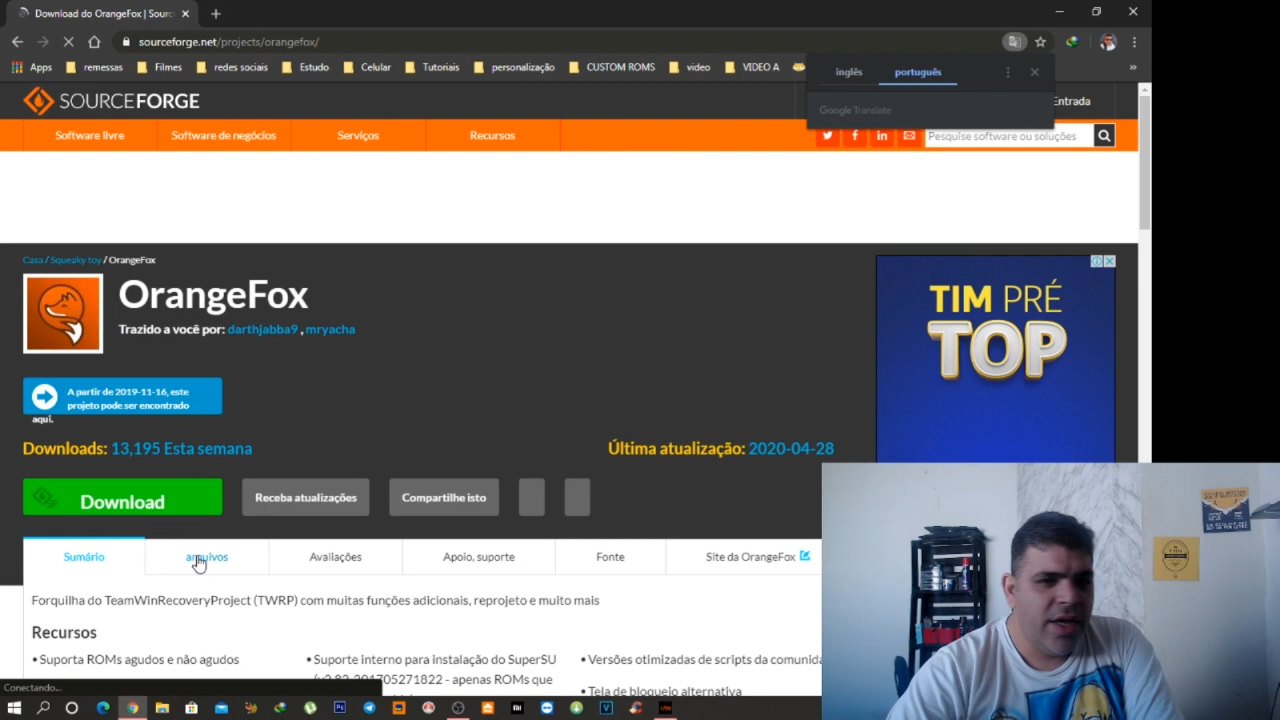 Download do OrangeFox | Sourc
sourceforge.net/projects/orangefox/
Apps remessas Filmes redes sociais Estudo Celular Tutoriais personalização CUSTOM ROMS video VIDEO A »
inglês português
Google Translate
SOURCEFORGE
Entrada
Software livre Software de negócios Serviços Recursos
Pesquise software ou soluções
Casa / Squeaky toy / OrangeFox
OrangeFox
Trazido a você por: darthjabba9 , mryacha
A partir de 2019-11-16, este
projeto pode ser encontrado
aqui.
TIM PRÉ
TOP
Downloads: 13,195 Esta semana
Última atualização: 2020-04-28
Download
Receba atualizações
Compartilhe isto
Sumário arquivos Avaliações Apoio, suporte Fonte Site da OrangeFox
Forquilha do TeamWinRecoveryProject (TWRP) com muitas funções adicionais, reprojeto e muito mais
Recursos
• Suporta ROMs agudos e não agudos
• Suporte interno para instalação do SuperSU
(v2.82-201705271822 - apenas ROMs que
• Versões otimizadas de scripts da comunida
• Tela de bloqueio alternativa
Conectando...